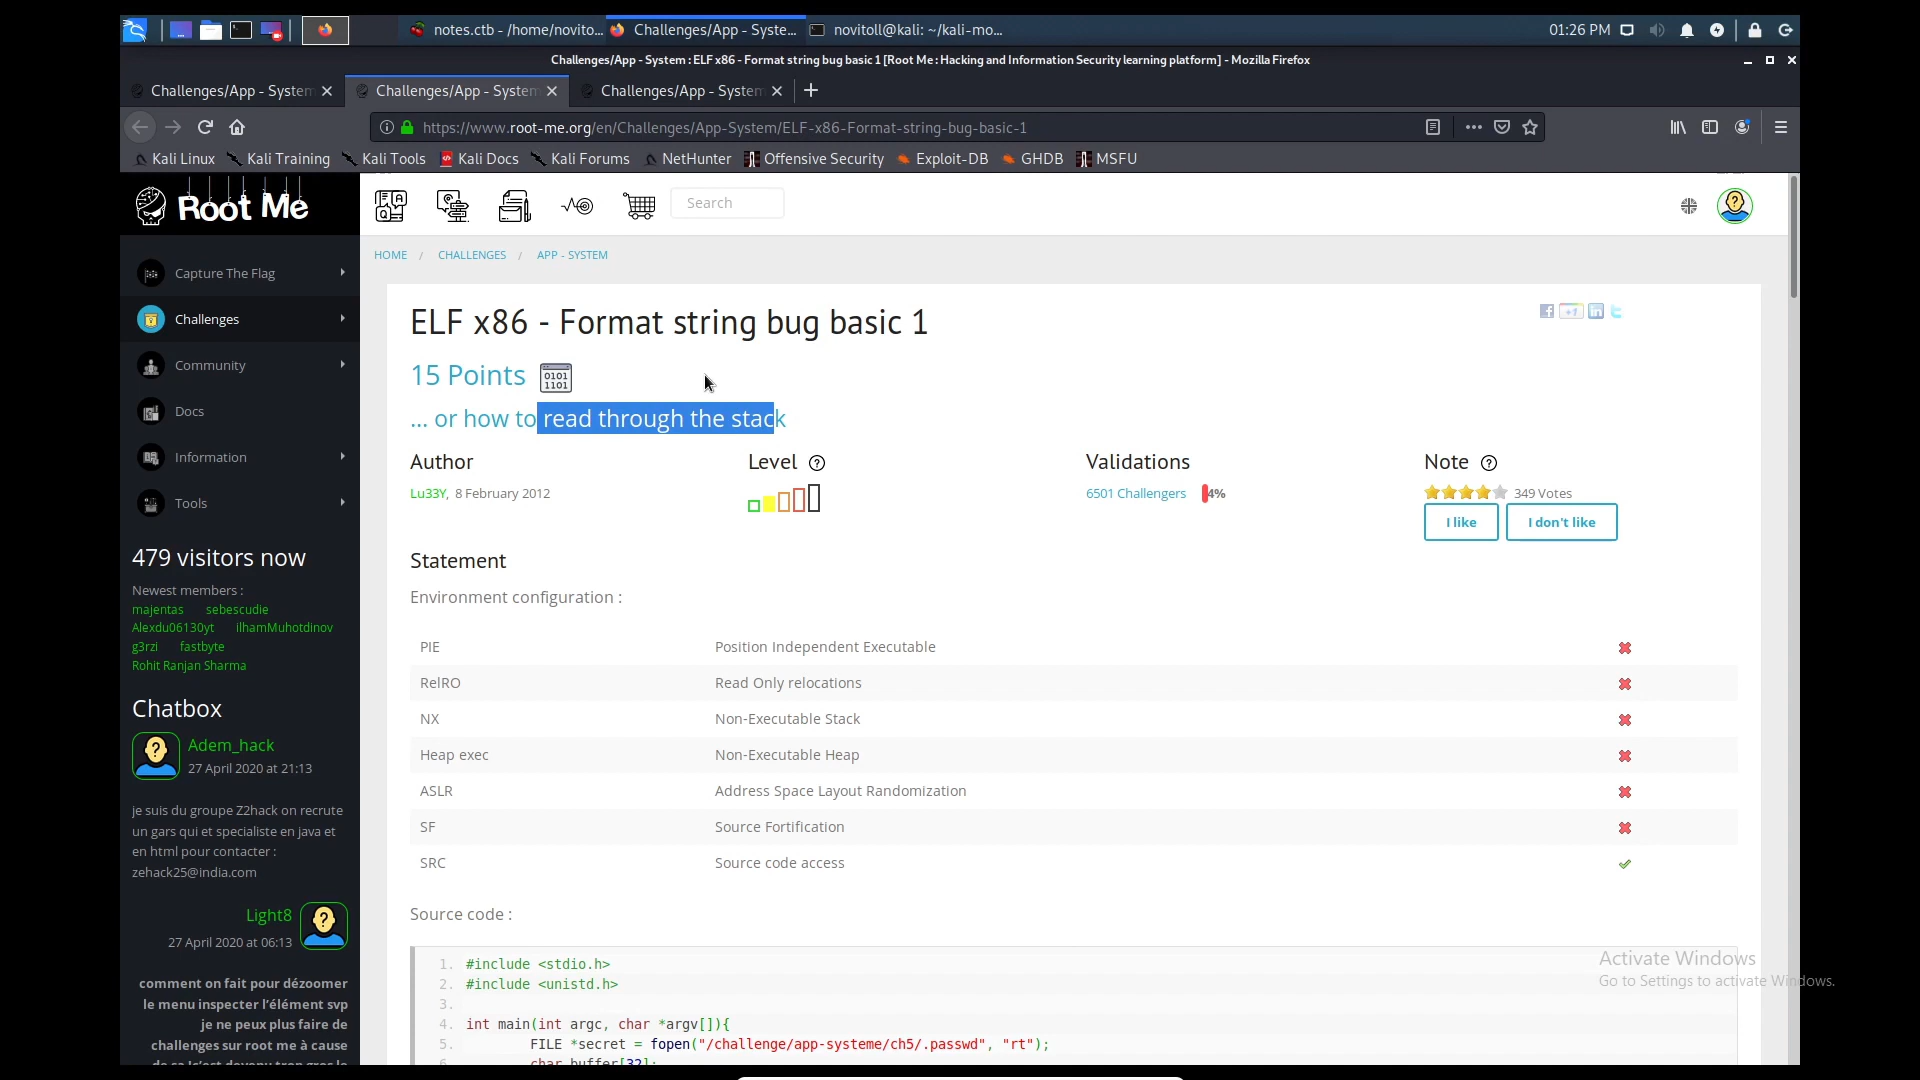 notes.ctb - /home/novito...
Challenges/App - Syste...
novitoll@kali: ~/kali-mo...
01:26 PM
Challenges/App - System : ELF x86 - Format string bug basic 1 [Root Me : Hacking and Information Security learning platform] - Mozilla Firefox
Challenges/App - System
Challenges/App - System
Challenges/App - System
https://www.root-me.org/en/Challenges/App-System/ELF-x86-Format-string-bug-basic-1
Kali Linux
Kali Training
Kali Tools
Kali Docs
Kali Forums
NetHunter
Offensive Security
Exploit-DB
GHDB
MSFU
Root Me
Search
Capture The Flag
Challenges
Community
Docs
Information
Tools
479 visitors now
Newest members :
majentas sebescudie
Alexdu06130yt ilhamMuhotdinov
g3rzi fastbyte
Rohit Ranjan Sharma
Chatbox
Adem_hack
27 April 2020 at 21:13
je suis du groupe Z2hack on recrute
un gars qui et specialiste en java et
en html pour contacter :
zehack25@india.com
Light8
27 April 2020 at 06:13
comment on fait pour dézoomer
le menu inspecter l'élément svp
je ne peux plus faire de
challenges sur root me à cause
HOME / CHALLENGES / APP - SYSTEM
ELF x86 - Format string bug basic 1
15 Points
0101
1101
... or how to read through the stack
Author
Lu33Y, 8 February 2012
Level
Validations
6501 Challengers 4%
Note
349 Votes
I like
I don't like
+1
Statement
Environment configuration :
PIE Position Independent Executable
RelRO Read Only relocations
NX Non-Executable Stack
Heap exec Non-Executable Heap
ASLR Address Space Layout Randomization
SF Source Fortification
SRC Source code access
Source code :
1. #include <stdio.h>
2. #include <unistd.h>
3.
4. int main(int argc, char *argv[]){
5. FILE *secret = fopen("/challenge/app-systeme/ch5/.passwd", "rt");
6. char buffer[32];
Activate Windows
Go to Settings to activate Windows.